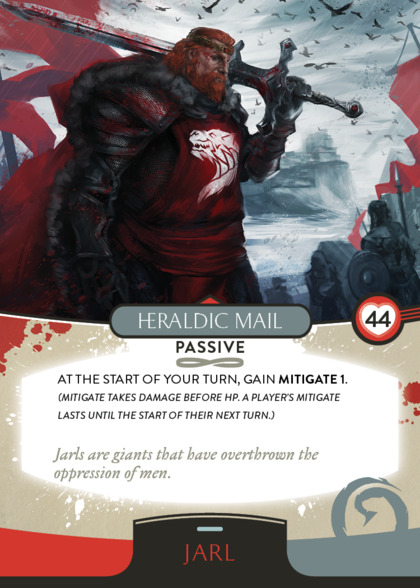 HERALDIC MAIL
44
PASSIVE
AT THE START OF YOUR TURN, GAIN MITIGATE 1.
(MITIGATE TAKES DAMAGE BEFORE HP. A PLAYER'S MITIGATE
LASTS UNTIL THE START OF THEIR NEXT TURN.)
Jarls are giants that have overthrown the
oppression of men.
JARL